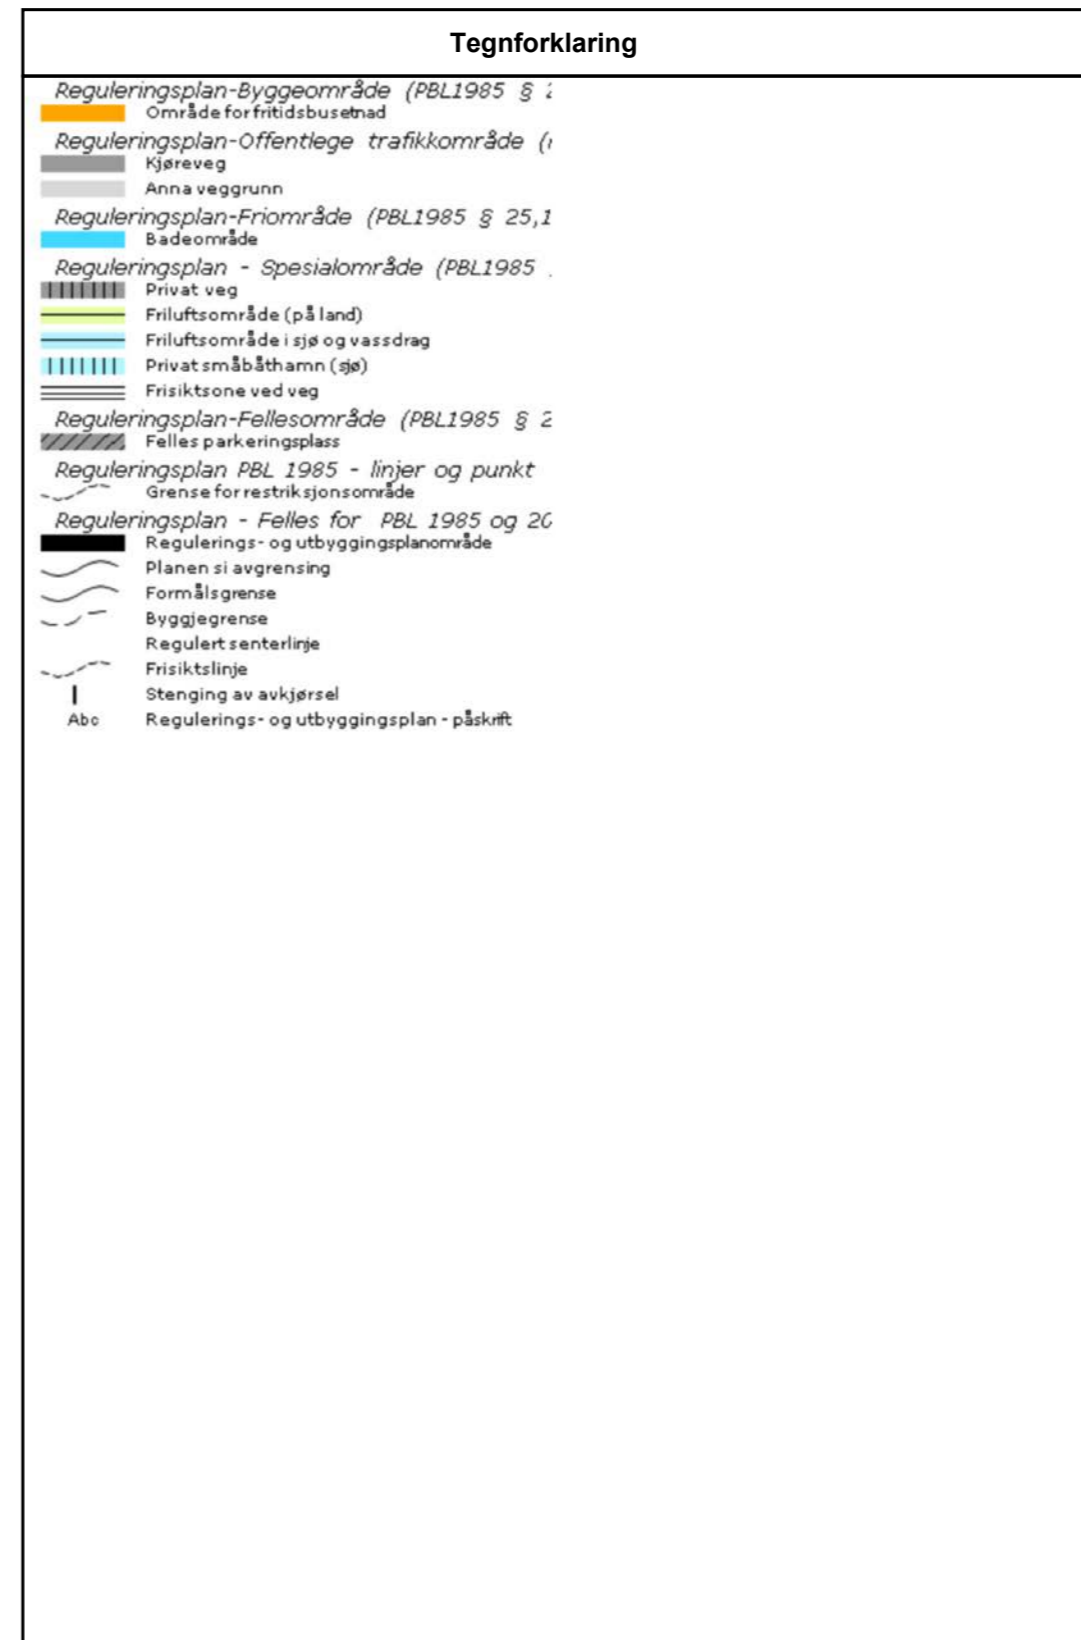 Tegnforklaring
Reguleringsplan-Byggeområde (PBL1985 §
Område for fritidsbusetnad
Reguleringsplan-Offentlege trafikkområde (
Kjøreveg
Anna veggrunn
Reguleringsplan-Friområde (PBL1985 § 25,1
Badeområde
Reguleringsplan - Spesialområde (PBL1985
Privat veg
Friluftsområde (på land)
Friluftsområde i sjø og vassdrag
Privat småbåthamn (sjø)
Frisiktsone ved veg
Reguleringsplan-Fellesområde (PBL1985 § 2
Felles parkeringsplass
Reguleringsplan PBL 1985 - linjer og punkt
Grense for restriksjonsområde
Reguleringsplan - Felles for PBL 1985 og 20
Regulerings- og utbyggingsplanområde
Planen si avgrensing
Formålsgrense
Byggjegrense
Regulert senterlinje
Frisiktslinje
Stenging av avkjørsel
Abc Regulerings- og utbyggingsplan - påskrift